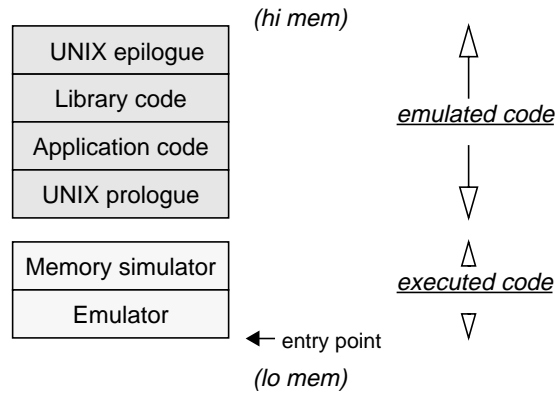 (hi mem)
UNIX epilogue
Library code
Application code
UNIX prologue
emulated code
Memory simulator
Emulator
executed code
entry point
(lo mem)